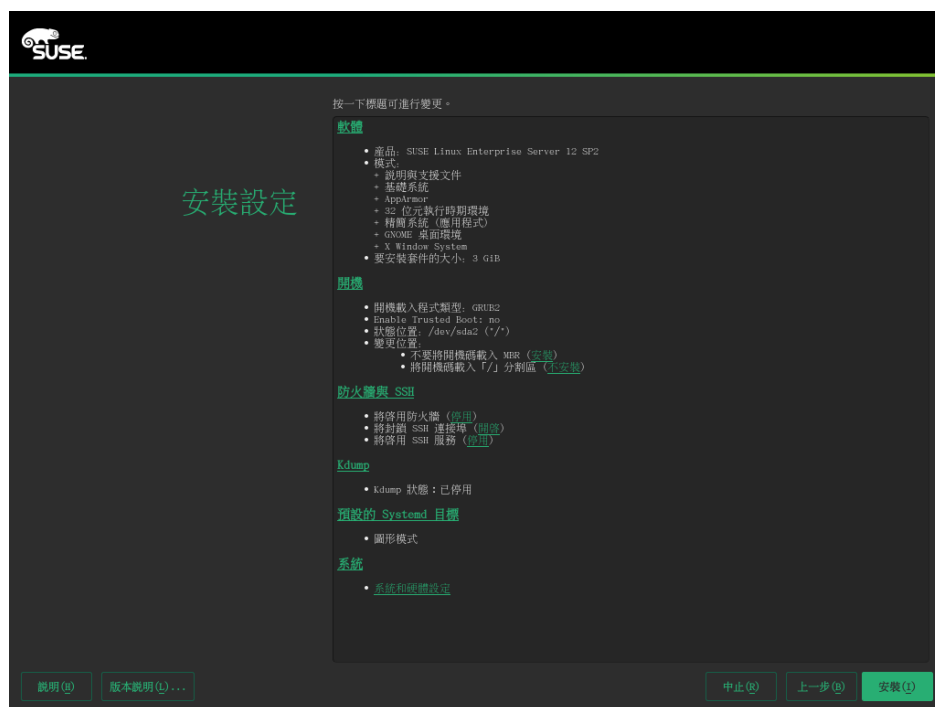 SUSE.
按一下標題可進行變更。
安裝設定
軟體
• 產品: SUSE Linux Enterprise Server 12 SP2
• 模式:
+ 說明與支援文件
+ 基礎系統
+ AppArmor
+ 32 位元執行時期環境
+ 精簡系統 (應用程式)
+ GNOME 桌面環境
+ X Window System
• 要安裝套件的大小: 3 GiB
開機
• 開機載入程式類型: GRUB2
• Enable Trusted Boot: no
• 狀態位置: /dev/sda2 ("/")
• 變更位置:
• 不要將開機碼載入 MBR (安裝)
• 將開機碼載入「/」分割區 (不安裝)
防火牆與 SSH
• 將啓用防火牆 (停用)
• 將封鎖 SSH 連接埠 (開啓)
• 將啓用 SSH 服務 (停用)
Kdump
• Kdump 狀態：已停用
預設的 Systemd 目標
• 圖形模式
系統
• 系統和硬體設定
說明(H) 版本說明(L)... 中止(R) 上一步(B) 安裝(I)